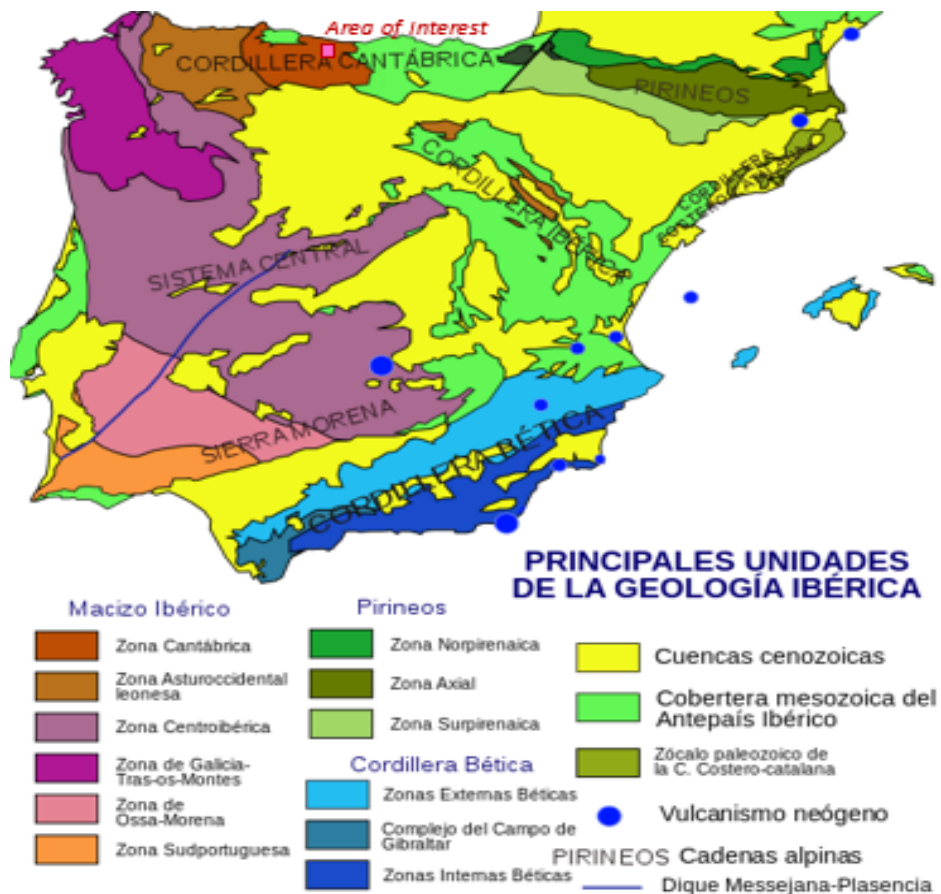 Area of Interest
CORDILLERA CANTÁBRICA
PIRINEOS
CORDILLERA IBÉRICA
CORDILLERA
COSTERO CATALANA
SISTEMA CENTRAL
SIERRA MORENA
CORDILLERA BÉTICA
PRINCIPALES UNIDADES
DE LA GEOLOGÍA IBÉRICA
Macizo Ibérico
Zona Cantábrica
Zona Asturoccidental
leonesa
Zona Centroibérica
Zona de Galicia-
Tras-os-Montes
Zona de
Ossa-Morena
Zona Sudportuguesa
Pirineos
Zona Norpirenaica
Zona Axial
Zona Surpirenaica
Cordillera Bética
Zonas Externas Béticas
Complejo del Campo de
Gibraltar
Zonas Internas Béticas
Cuencas cenozoicas
Cobertera mesozoica del
Antepaís Ibérico
Zócalo paleozoico de
la C. Costero-catalana
Vulcanismo neógeno
PIRINEOS Cadenas alpinas
Dique Messejana-Plasencia